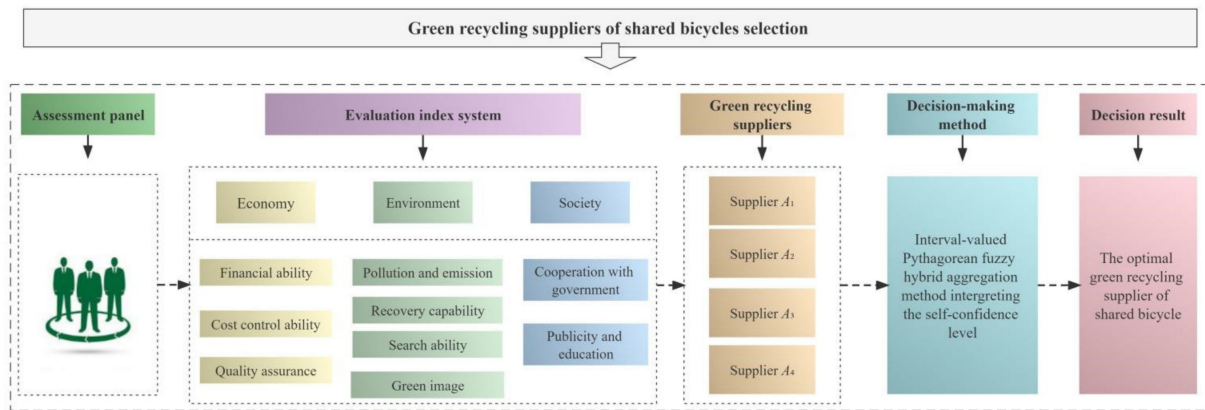 Green recycling suppliers of shared bicycles selection
Assessment panel
Evaluation index system
Green recycling
suppliers
Decision-making
method
Decision result
Economy
Environment
Society
Financial ability
Cost control ability
Quality assurance
Pollution and emission
Recovery capability
Search ability
Green image
Cooperation with
government
Publicity and
education
Supplier A1
Supplier A2
Supplier A3
Supplier A4
Interval-valued
Pythagorean fuzzy
hybrid aggregation
method intergreting
the self-confidence
level
The optimal
green recycling
supplier of
shared bicycle